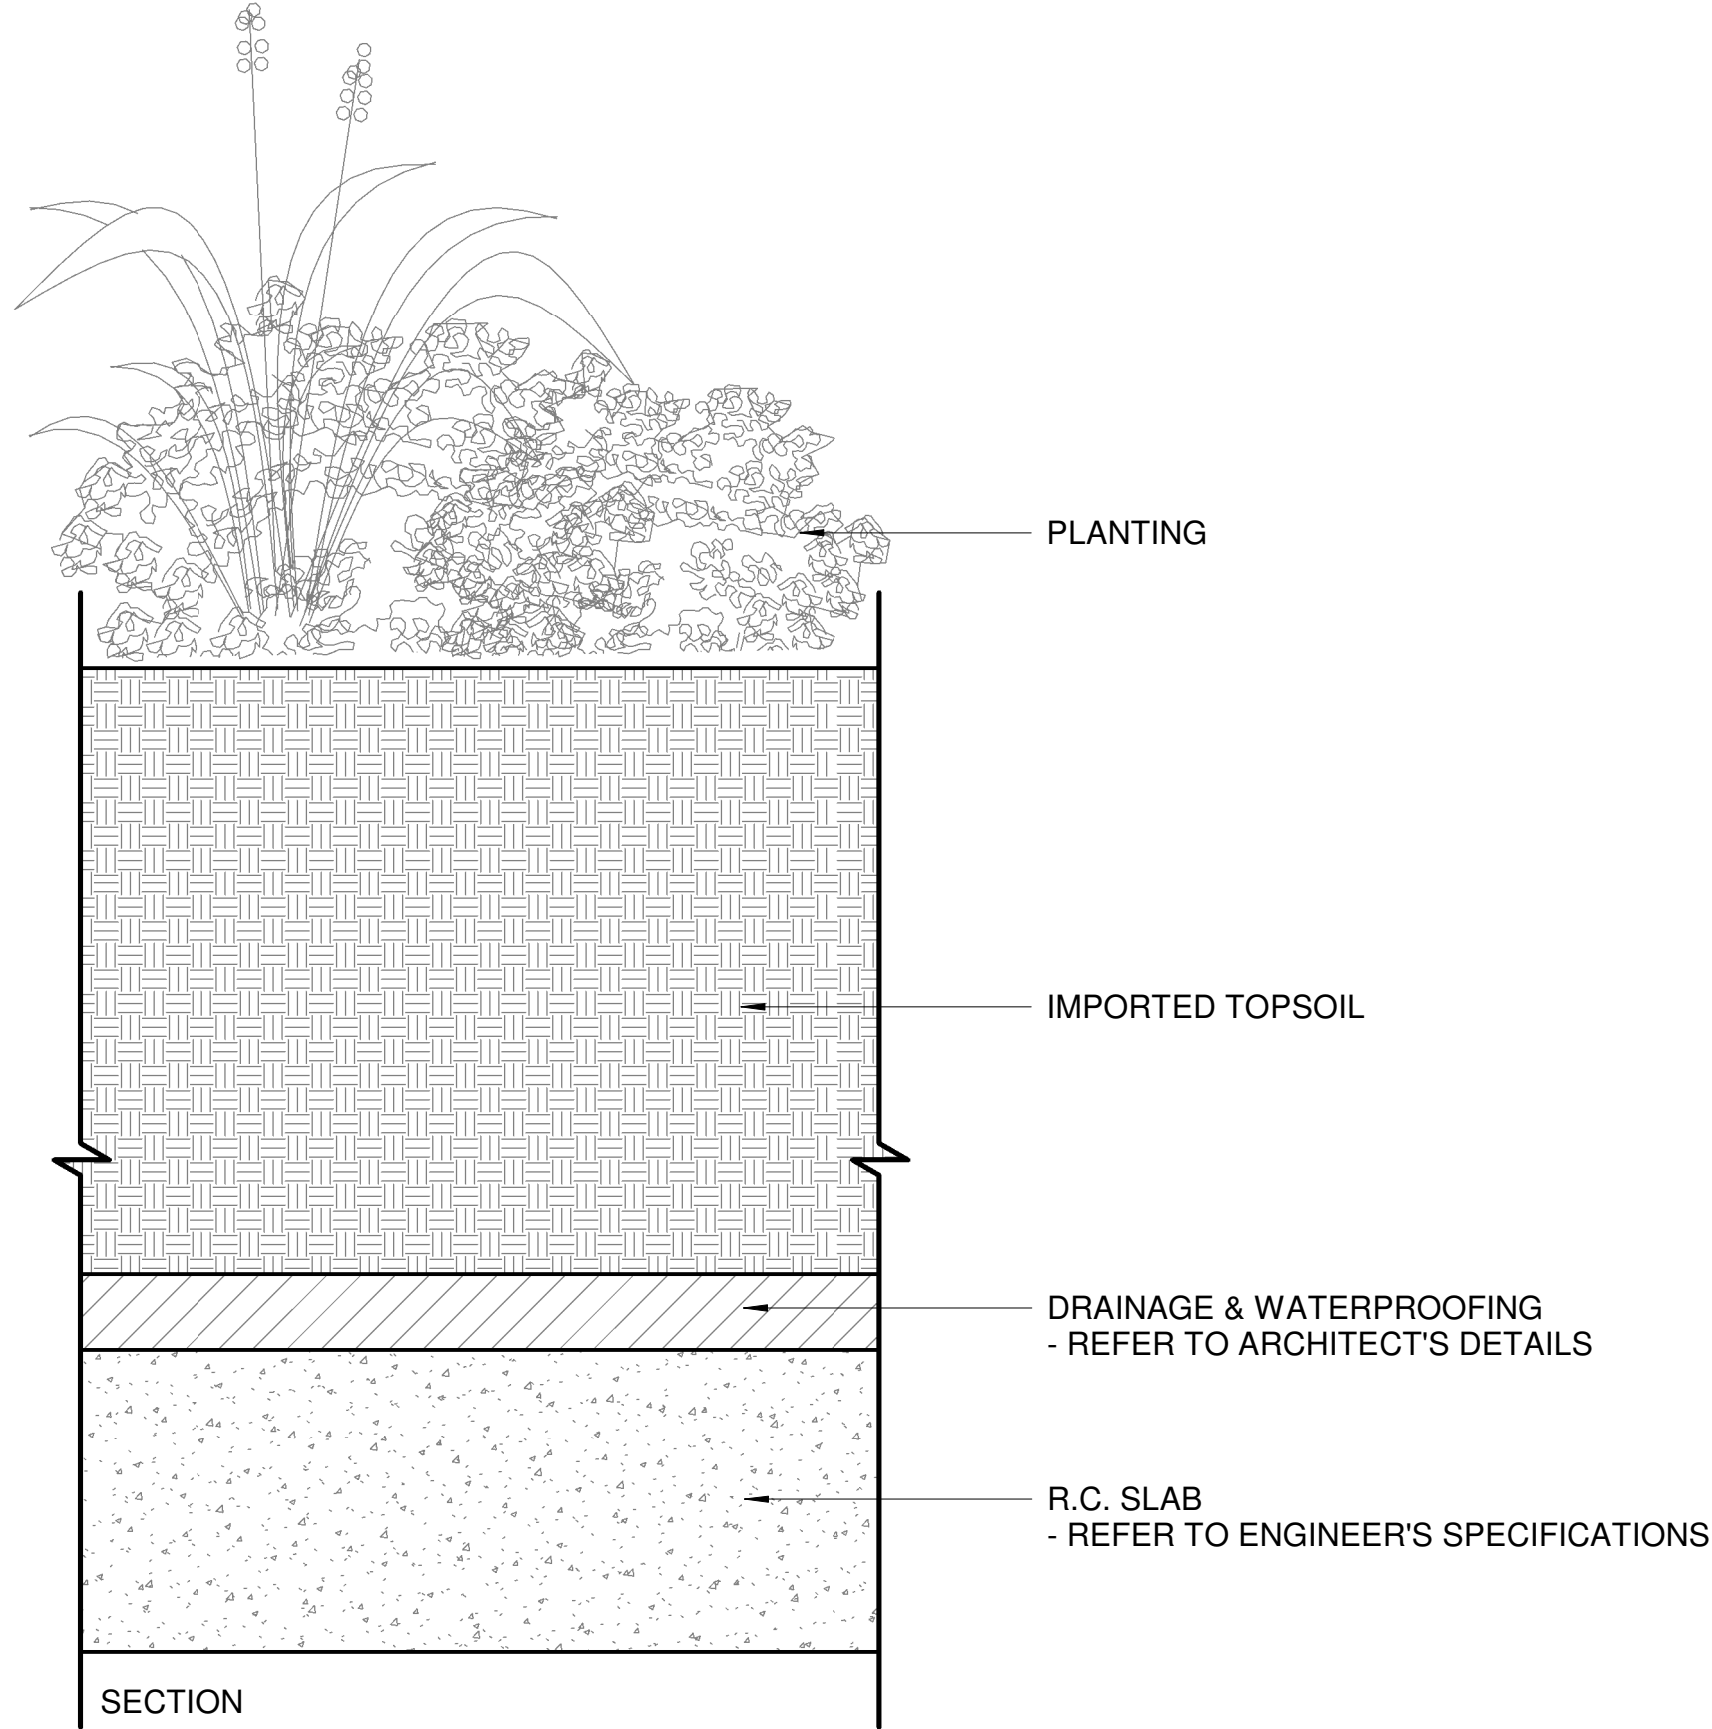 PLANTING
IMPORTED TOPSOIL
DRAINAGE & WATERPROOFING
- REFER TO ARCHITECT'S DETAILS
R.C. SLAB
- REFER TO ENGINEER'S SPECIFICATIONS
SECTION